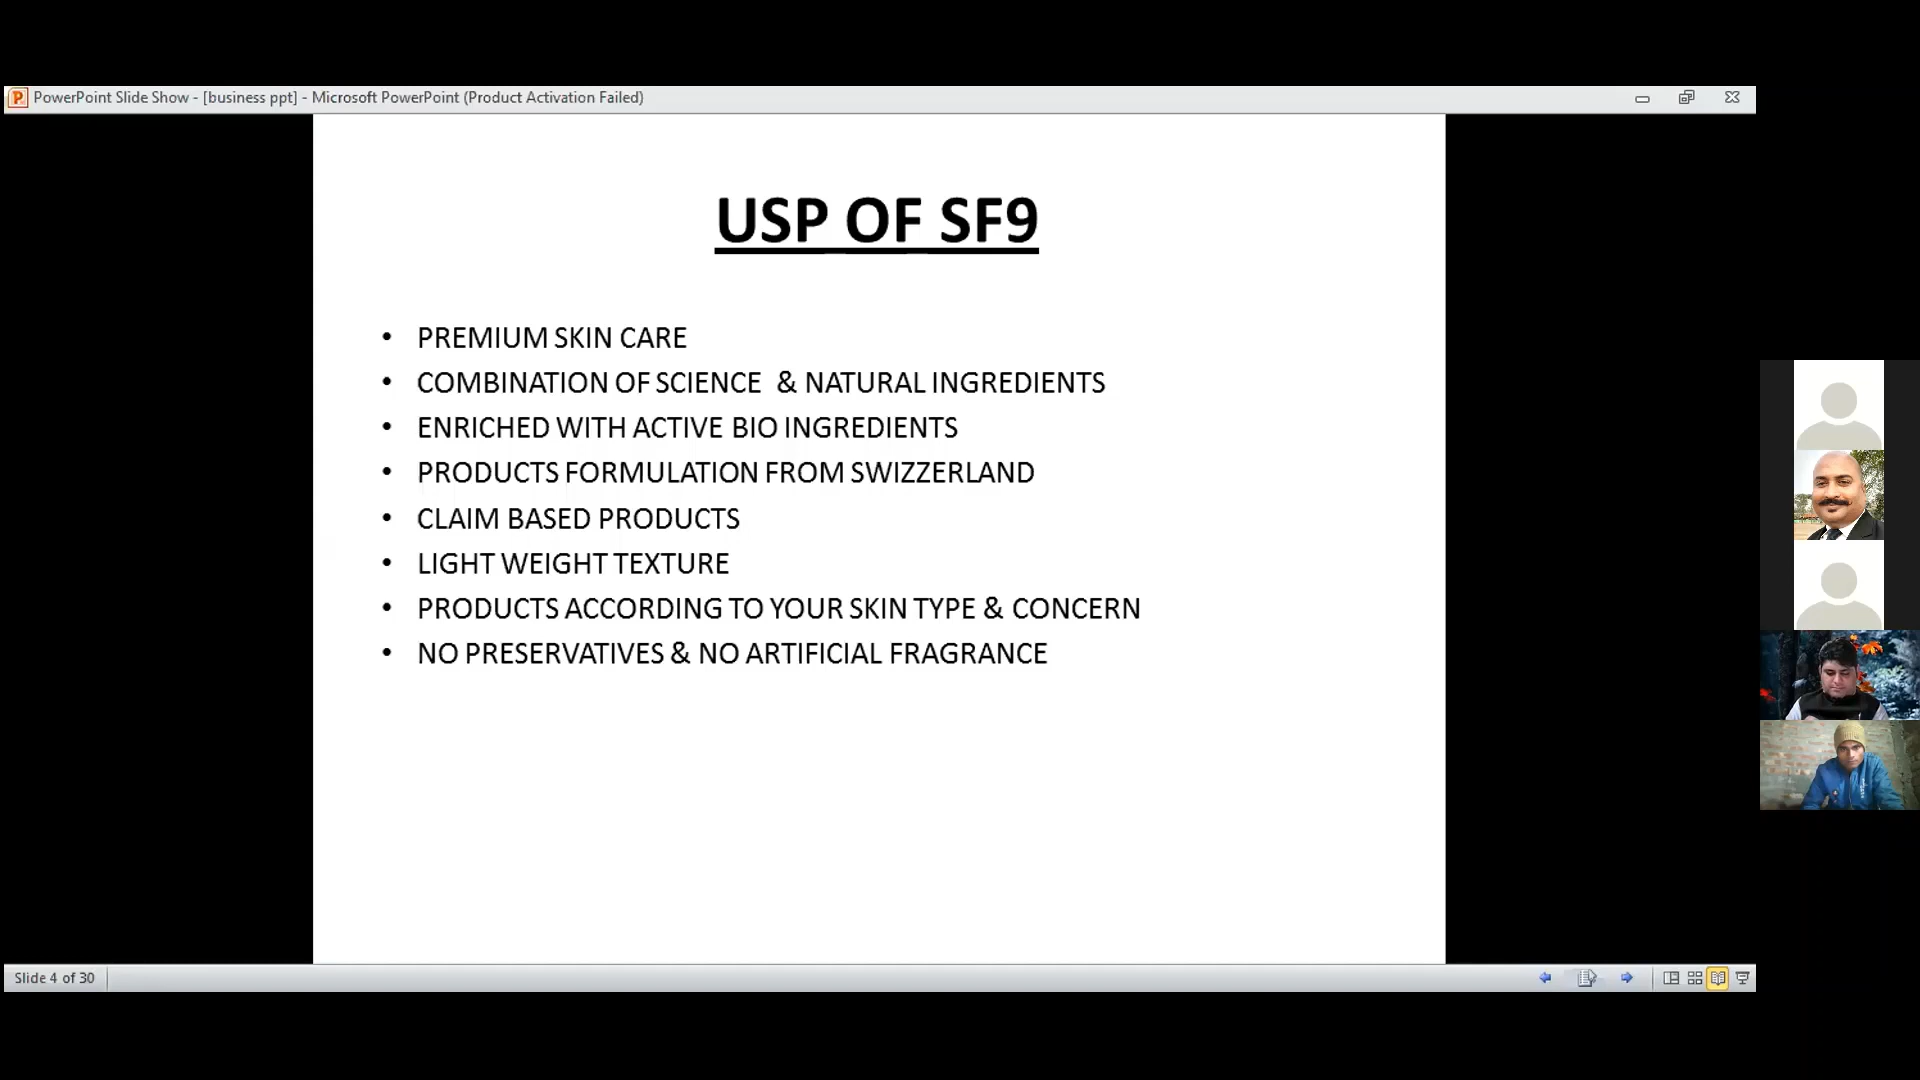 PowerPoint Slide Show - [business ppt] - Microsoft PowerPoint (Product Activation Failed)
USP OF SF9
• PREMIUM SKIN CARE
• COMBINATION OF SCIENCE & NATURAL INGREDIENTS
• ENRICHED WITH ACTIVE BIO INGREDIENTS
• PRODUCTS FORMULATION FROM SWIZZERLAND
• CLAIM BASED PRODUCTS
• LIGHT WEIGHT TEXTURE
• PRODUCTS ACCORDING TO YOUR SKIN TYPE & CONCERN
• NO PRESERVATIVES & NO ARTIFICIAL FRAGRANCE
Slide 4 of 30